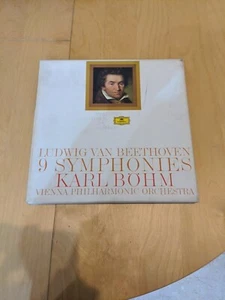 LUDWIG VAN BEETHOVEN
9 SYMPHONIES
KARL BÖHM
VIENNA PHILHARMONIC ORCHESTRA